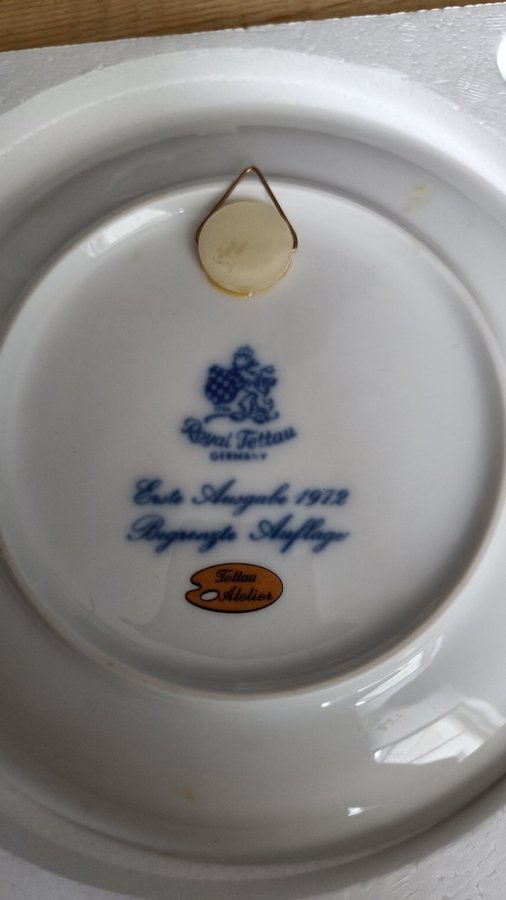 Royal Tettau
GERMANY
Erste Ausgabe 1972
Begrenzte Auflage
Tettau
Atelier